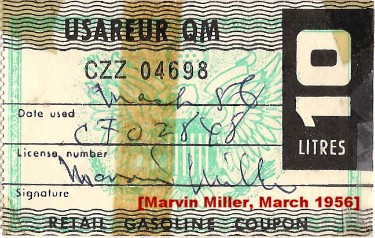 USAREUR QM
CZZ 04698
10
LITRES
March 56
Date used
C702848
License number
Marvin Miller
Signature
[Marvin Miller, March 1956]
RETAIL GASOLINE COUPON